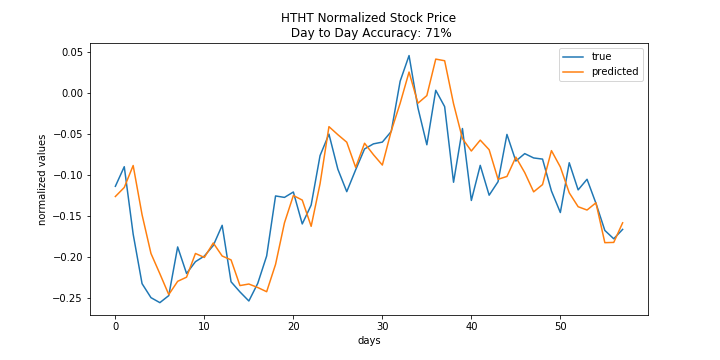 HTHT Normalized Stock Price
Day to Day Accuracy: 71%
true
predicted
normalized values
0.05
0.00
−0.05
−0.10
−0.15
−0.20
−0.25
0 10 20 30 40 50
days